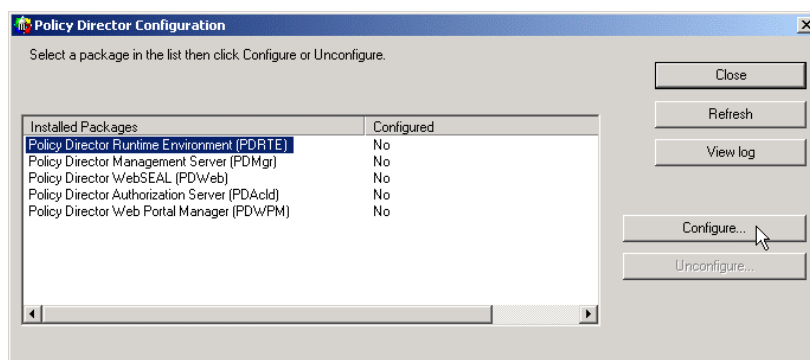 Policy Director Configuration
Select a package in the list then click Configure or Unconfigure.
Close
Refresh
View log
Installed Packages Configured
Policy Director Runtime Environment (PDRTE) No
Policy Director Management Server (PDMgr) No
Policy Director WebSEAL (PDWeb) No
Policy Director Authorization Server (PDAcld) No
Policy Director Web Portal Manager (PDWPM) No
Configure...
Unconfigure...